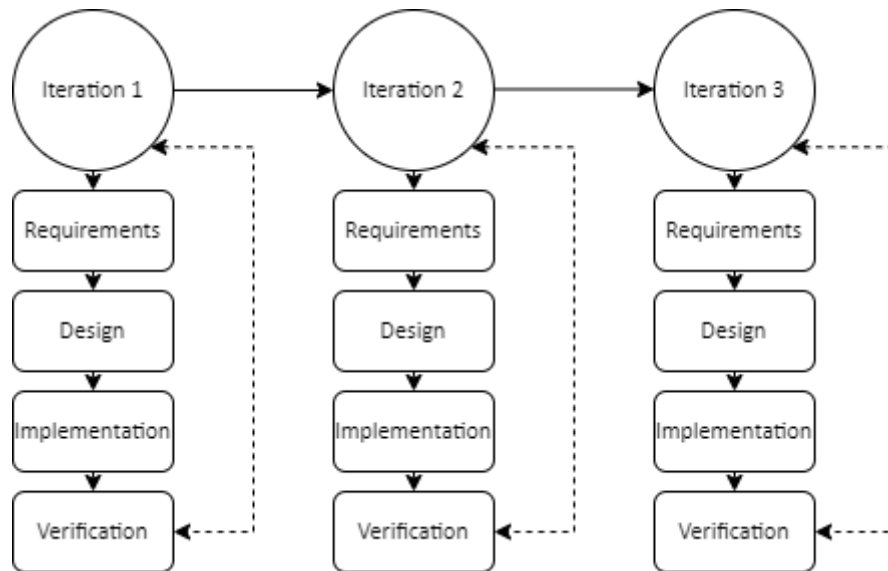 Iteration 1
Iteration 2
Iteration 3
Requirements
Requirements
Requirements
Design
Design
Design
Implementation
Implementation
Implementation
Verification
Verification
Verification